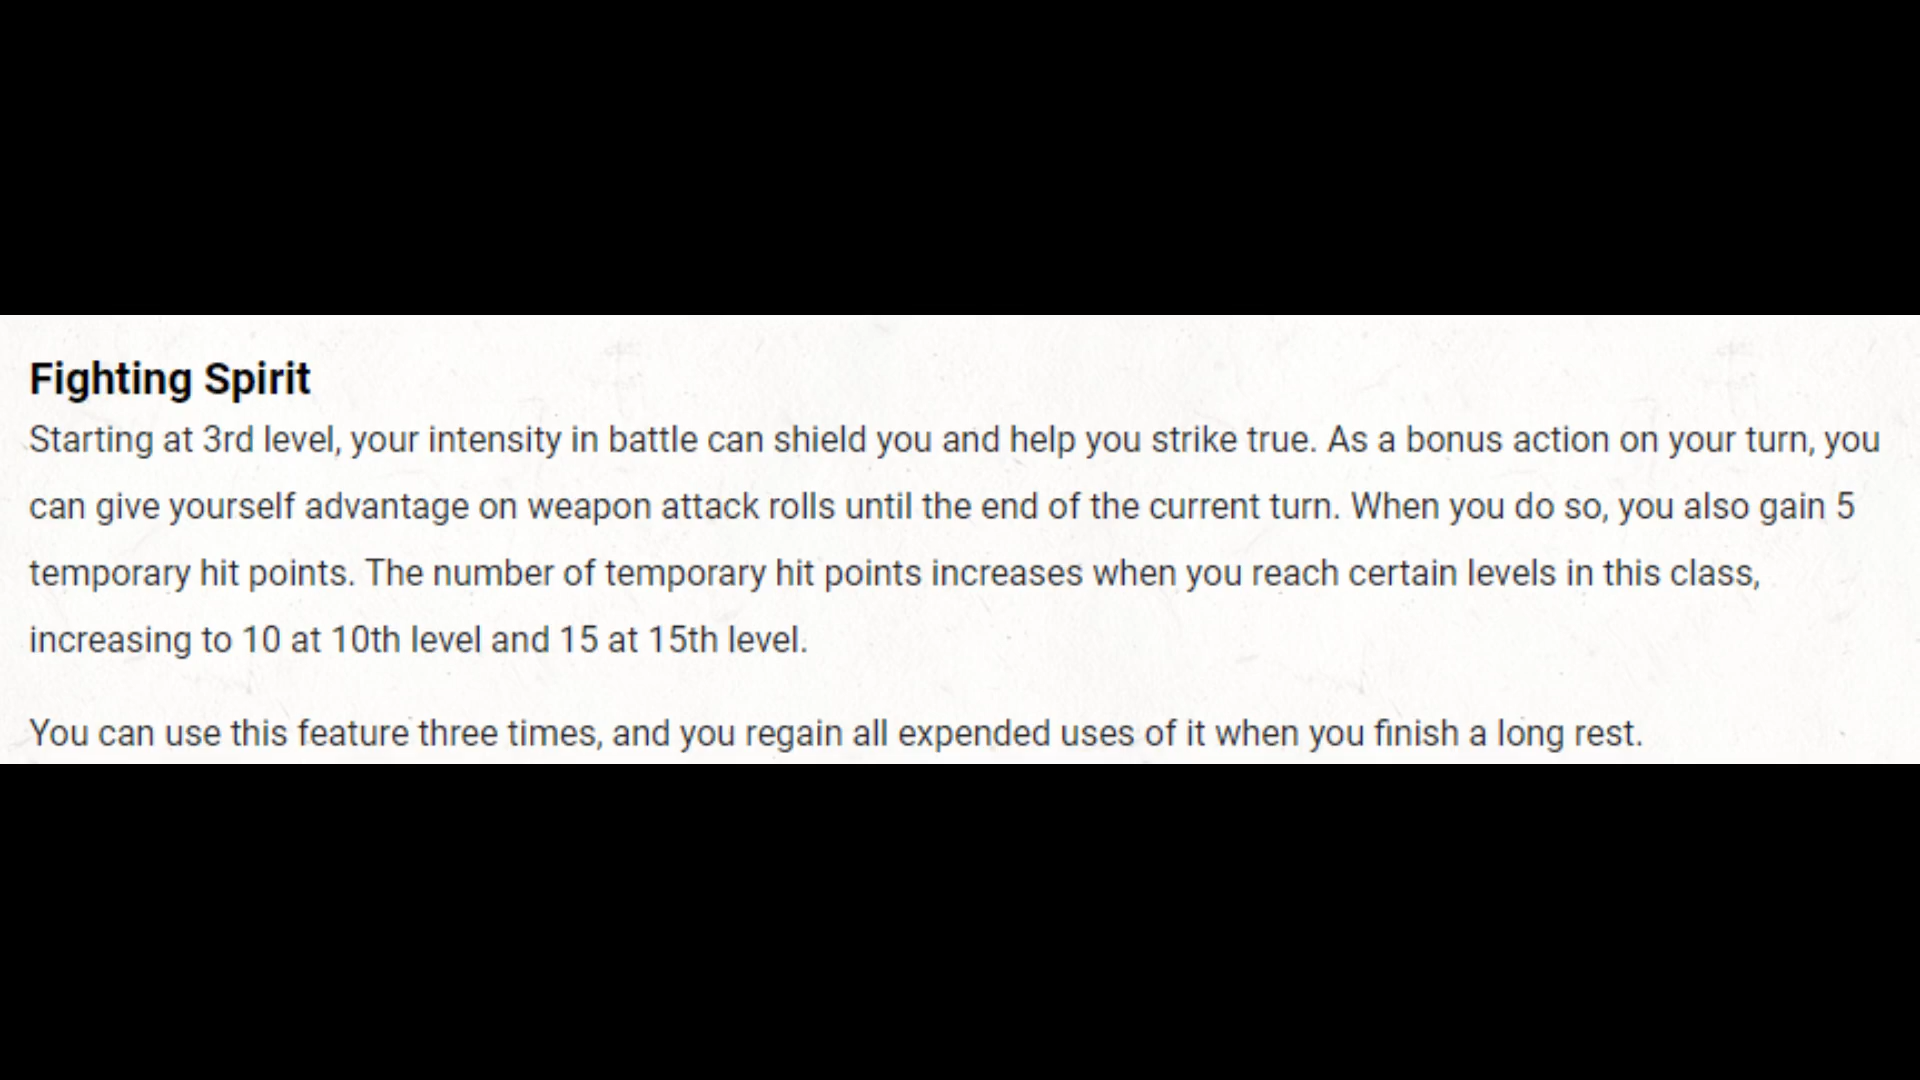 Fighting Spirit
Starting at 3rd level, your intensity in battle can shield you and help you strike true. As a bonus action on your turn, you
can give yourself advantage on weapon attack rolls until the end of the current turn. When you do so, you also gain 5
temporary hit points. The number of temporary hit points increases when you reach certain levels in this class,
increasing to 10 at 10th level and 15 at 15th level.
You can use this feature three times, and you regain all expended uses of it when you finish a long rest.